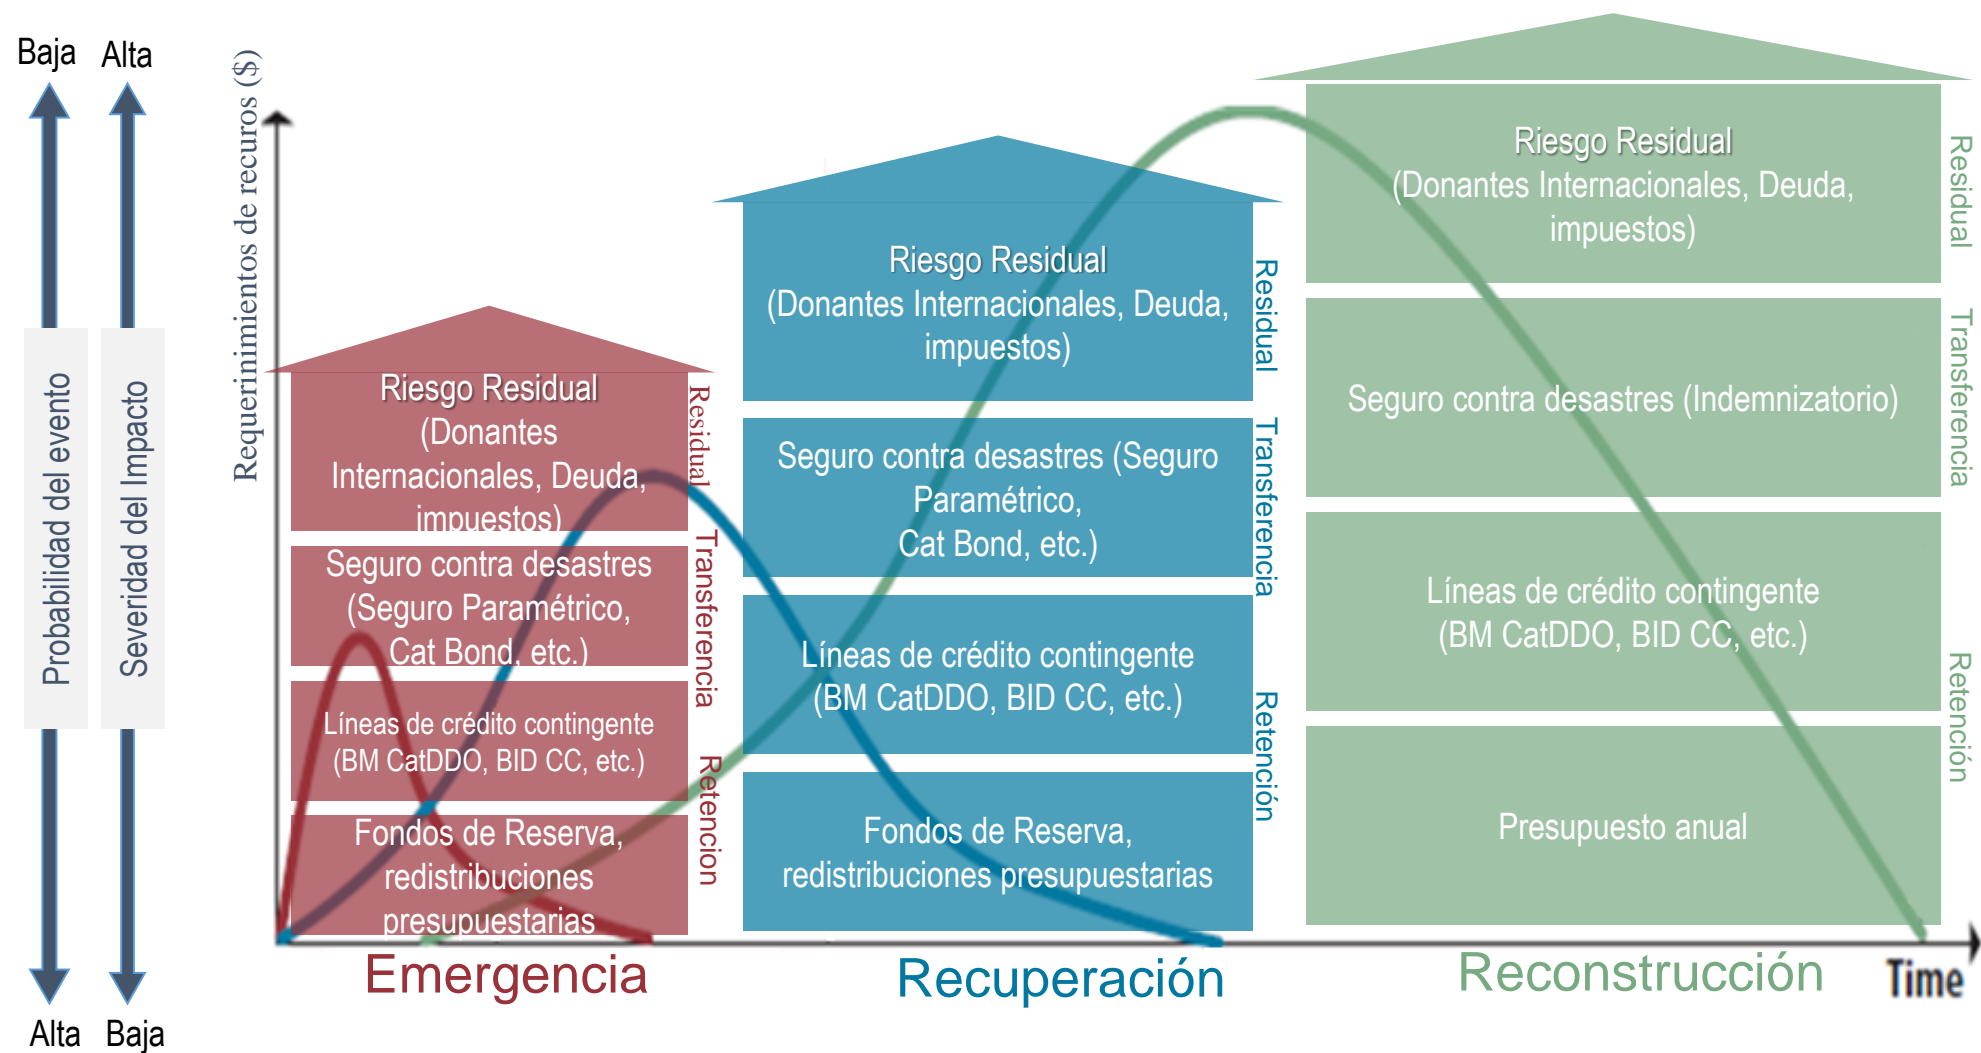 Baja
Alta
Probabilidad del evento
Severidad del Impacto
Alta
Baja
Requerinimientos de recuros ($)
Riesgo Residual
(Donantes
Internacionales, Deuda,
impuestos)
Residual
Seguro contra desastres
(Seguro Paramétrico,
Cat Bond, etc.)
Transferencia
Líneas de crédito contingente
(BM CatDDO, BID CC, etc.)
Fondos de Reserva,
redistribuciones
presupuestarias
Retencion
Emergencia
Riesgo Residual
(Donantes Internacionales, Deuda,
impuestos)
Residual
Seguro contra desastres (Seguro
Paramétrico,
Cat Bond, etc.)
Transferencia
Líneas de crédito contingente
(BM CatDDO, BID CC, etc.)
Fondos de Reserva,
redistribuciones presupuestarias
Retención
Recuperación
Riesgo Residual
(Donantes Internacionales, Deuda,
impuestos)
Residual
Seguro contra desastres (Indemnizatorio)
Transferencia
Líneas de crédito contingente
(BM CatDDO, BID CC, etc.)
Presupuesto anual
Retención
Reconstrucción
Time